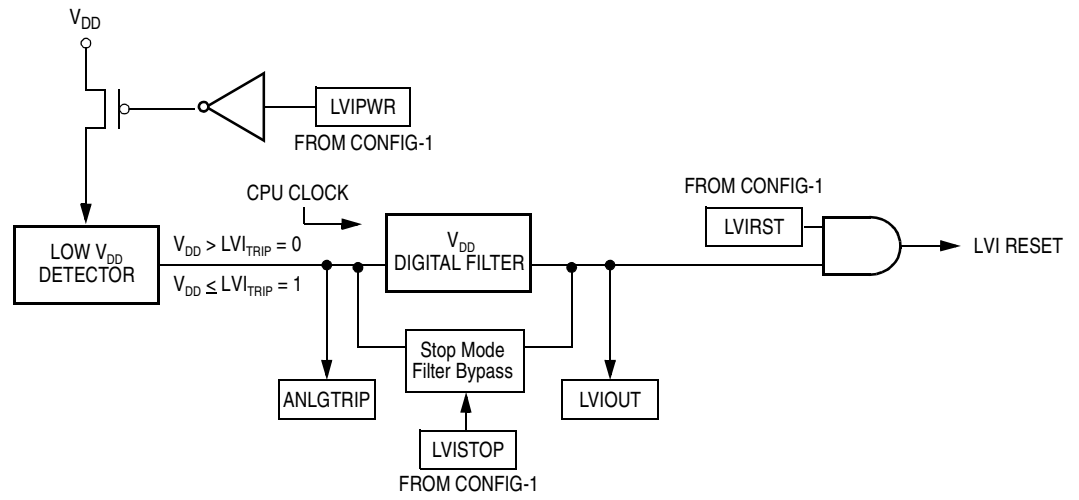 VDD
LVIPWR
FROM CONFIG-1
CPU CLOCK
FROM CONFIG-1
LVIRST
LOW VDD
DETECTOR
VDD > LVITRIP = 0
VDD ≤ LVITRIP = 1
VDD
DIGITAL FILTER
LVI RESET
Stop Mode
Filter Bypass
ANLGTRIP
LVIOUT
LVISTOP
FROM CONFIG-1